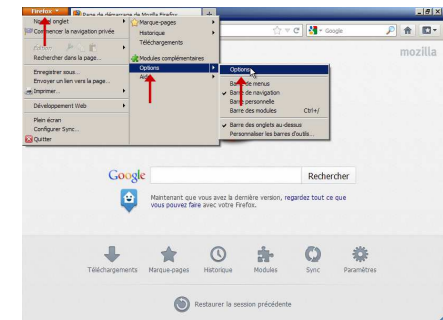 Firefox
Page de démarrage de Mozilla Firefox
Google
mozilla
onglet
Commencer la navigation privée
Édition
Rechercher dans la page...
Enregistrer sous...
Envoyer un lien vers la page...
Imprimer...
Développement Web
Plein écran
Configurer Sync...
Quitter
Marque-pages
Historique
Téléchargements
Modules complémentaires
Options
Options
de menus
Barre de navigation
Barre personnelle
Barre des modules Ctrl+/
Barre des onglets au-dessus
Personnaliser les barres d'outils...
Google
Rechercher
Maintenant que vous avez la dernière version, regardez tout ce que
vous pouvez faire avec votre Firefox.
Téléchargements Marque-pages Historique Modules Sync Paramètres
Restaurer la session précédente